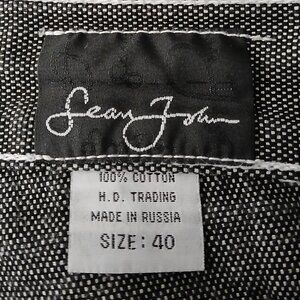 Sean John
100% COTTON
H.D. TRADING
MADE IN RUSSIA
SIZE: 40